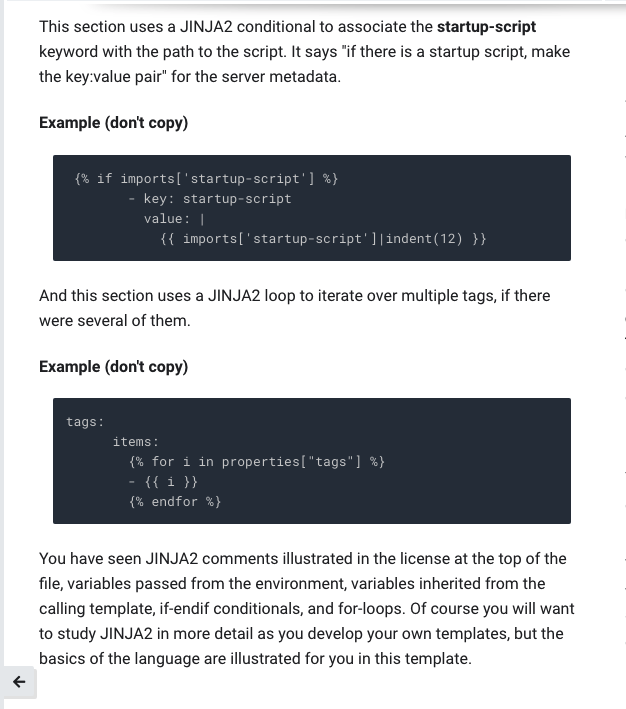 This section uses a JINJA2 conditional to associate the startup-script
keyword with the path to the script. It says "if there is a startup script, make
the key:value pair" for the server metadata.
Example (don't copy)
{% if imports['startup-script'] %}
- key: startup-script
value: |
{{ imports['startup-script']|indent(12) }}
And this section uses a JINJA2 loop to iterate over multiple tags, if there
were several of them.
Example (don't copy)
tags:
items:
{% for i in properties["tags"] %}
- {{ i }}
{% endfor %}
You have seen JINJA2 comments illustrated in the license at the top of the
file, variables passed from the environment, variables inherited from the
calling template, if-endif conditionals, and for-loops. Of course you will want
to study JINJA2 in more detail as you develop your own templates, but the
basics of the language are illustrated for you in this template.